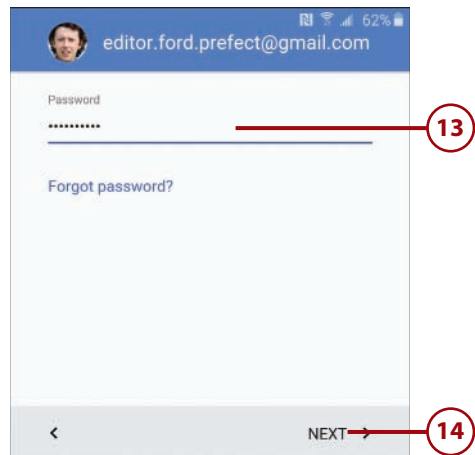 62%
editor.ford.prefect@gmail.com
Password
••••••••••
13
Forgot password?
NEXT
14